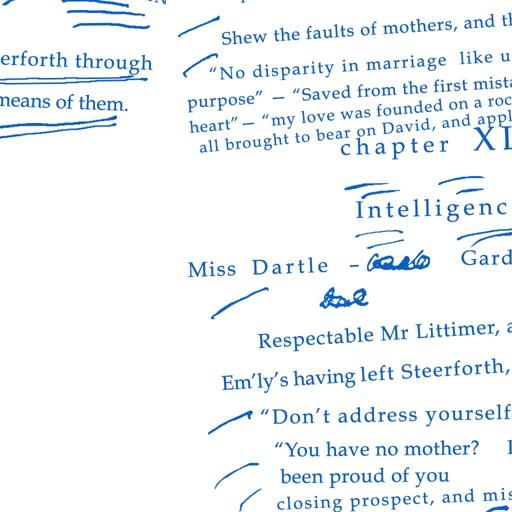 erforth through
means of them.
Shew the faults of mothers, and th
"No disparity in marriage like u
purpose" — "Saved from the first mista
heart" — "my love was founded on a roc
all brought to bear on David, and appl
chapter XL
Intelligenc
Miss Dartle – Gard
Respectable Mr Littimer, a
Em'ly's having left Steerforth,
"Don't address yourself
"You have no mother?
been proud of you
closing prospect, and mis